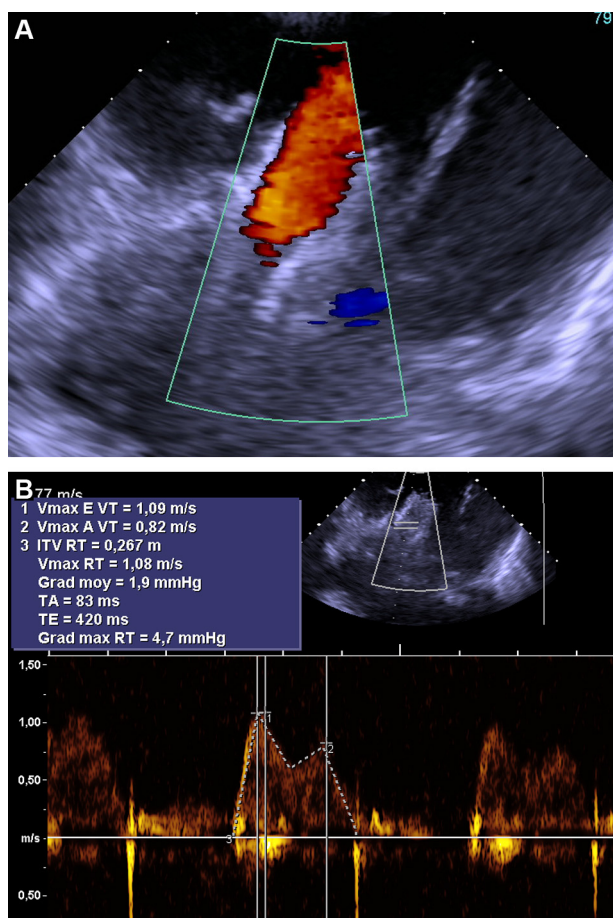 A
79
B
77 m/s
1 Vmax E VT = 1,09 m/s
2 Vmax A VT = 0,82 m/s
3 ITV RT = 0,267 m
Vmax RT = 1,08 m/s
Grad moy = 1,9 mmHg
TA = 83 ms
TE = 420 ms
Grad max RT = 4,7 mmHg
1,50
1,00
0,50
m/s
0,50
1
2
3